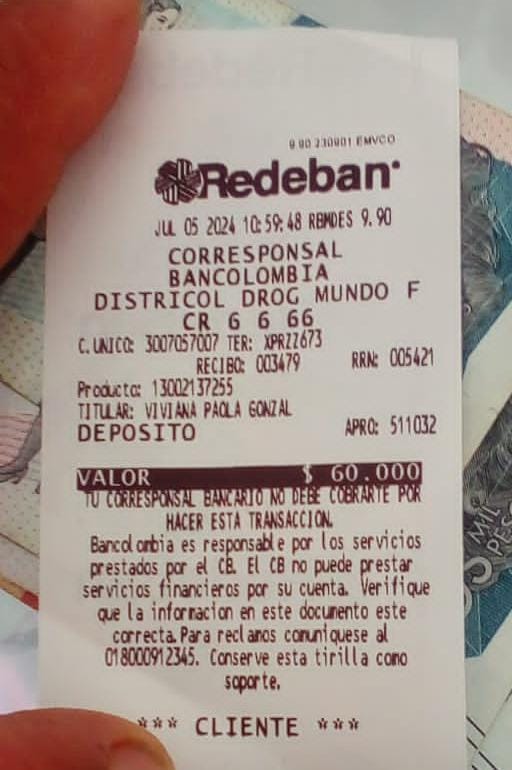 9 90 230901 EMVCO
Redeban
JUL 05 2024 10:59:48 RBMDES 9.90
CORRESPONSAL
BANCOLOMBIA
DISTRICOL DROG MUNDO F
CR 6 6 66
C. UNICO: 3007057007 TER: XPRZZ673
RECIBO: 003479 RRN: 005421
Producto: 13002137255
TITULAR: VIVIANA PAOLA GONZAL
DEPOSITO APRO: 511032
VALOR $ 60.000
TU CORRESPONSAL BANCARIO NO DEBE COBRARTE POR
HACER ESTA TRANSACCION.
Bancolombia es responsable por los servicios
prestados por el CB. El CB no puede prestar
servicios financieros por su cuenta. Verifique
que la informacion en este documento este
correcta. Para reclamos comuniquese al
018000912345. Conserve esta tirilla como
soporte.
*** CLIENTE ***
MIL
PESOS